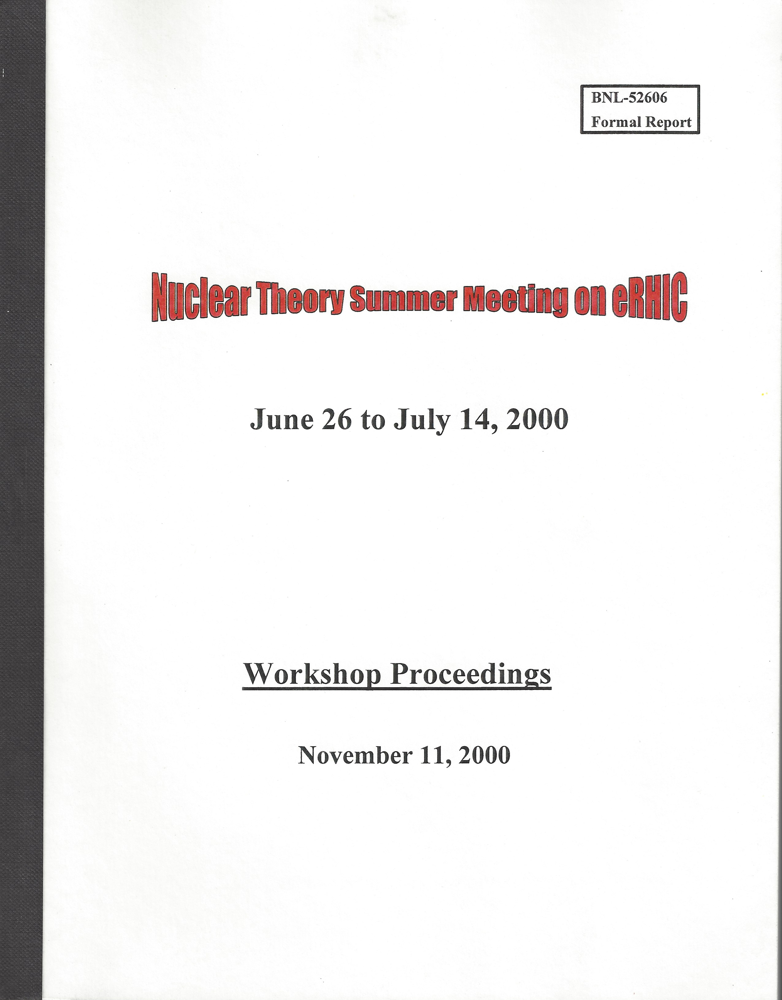 BNL-52606
Formal Report
Nuclear Theory Summer Meeting on eRHIC
June 26 to July 14, 2000
Workshop Proceedings
November 11, 2000